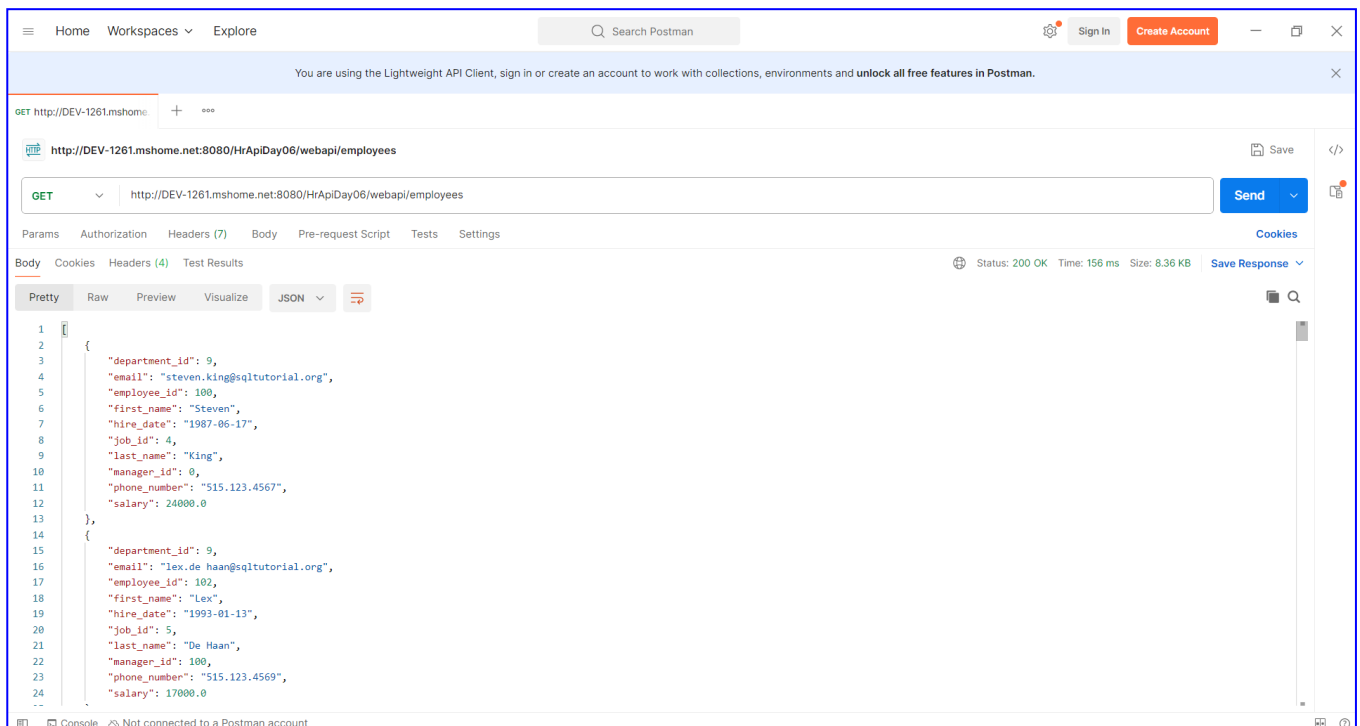 Home Workspaces Explore Search Postman Sign In Create Account
You are using the Lightweight API Client, sign in or create an account to work with collections, environments and unlock all free features in Postman.
GET http://DEV-1261.mshome.
HTTP http://DEV-1261.mshome.net:8080/HrApiDay06/webapi/employees Save </>
GET http://DEV-1261.mshome.net:8080/HrApiDay06/webapi/employees Send
Params Authorization Headers (7) Body Pre-request Script Tests Settings Cookies
Body Cookies Headers (4) Test Results Status: 200 OK Time: 156 ms Size: 8.36 KB Save Response
Pretty Raw Preview Visualize JSON
1 [
2 {
3 "department_id": 9,
4 "email": "steven.king@sqltutorial.org",
5 "employee_id": 100,
6 "first_name": "Steven",
7 "hire_date": "1987-06-17",
8 "job_id": 4,
9 "last_name": "King",
10 "manager_id": 0,
11 "phone_number": "515.123.4567",
12 "salary": 24000.0
13 },
14 {
15 "department_id": 9,
16 "email": "lex.de haan@sqltutorial.org",
17 "employee_id": 102,
18 "first_name": "Lex",
19 "hire_date": "1993-01-13",
20 "job_id": 5,
21 "last_name": "De Haan",
22 "manager_id": 100,
23 "phone_number": "515.123.4569",
24 "salary": 17000.0
Console Not connected to a Postman account